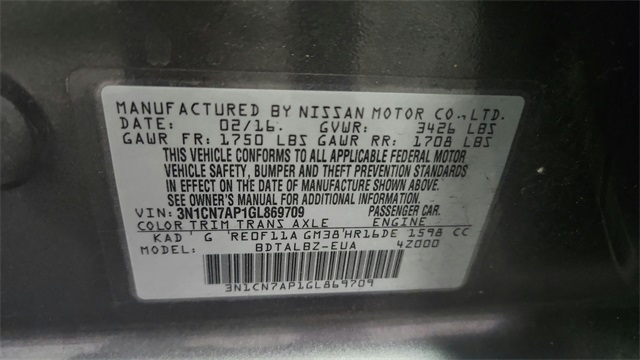 MANUFACTURED BY NISSAN MOTOR CO.,LTD.
DATE: 02/16. GVWR: 3426 LBS
GAWR FR: 1750 LBS GAWR RR: 1708 LBS
THIS VEHICLE CONFORMS TO ALL APPLICABLE FEDERAL MOTOR
VEHICLE SAFETY, BUMPER AND THEFT PREVENTION STANDARDS
IN EFFECT ON THE DATE OF MANUFACTURE SHOWN ABOVE.
SEE OWNER'S MANUAL FOR ADDITIONAL INFORMATION.
VIN: 3N1CN7AP1GL869709 PASSENGER CAR.
COLOR TRIM TRANS AXLE ENGINE
KAD G RE0F11A GM38 HR16DE 1598 CC
MODEL: BDTALBZ-EUA 4Z000
3N1CN7AP1GL869709